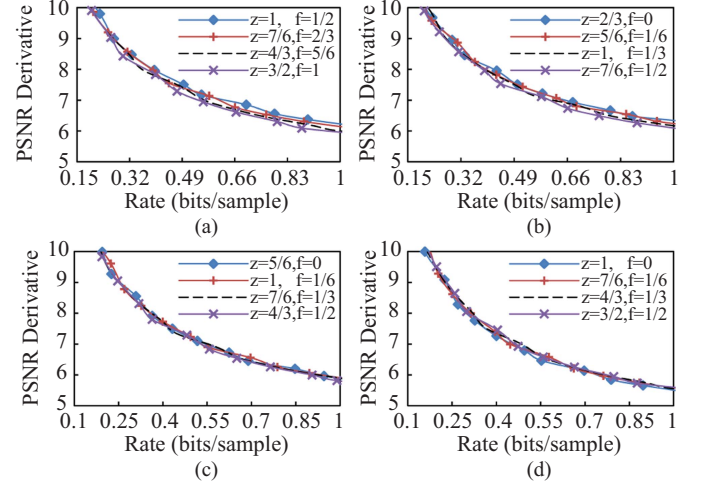 10
9
8
7
6
5
PSNR Derivative
z=1, f=1/2
z=7/6,f=2/3
z=4/3,f=5/6
z=3/2,f=1
0.15 0.32 0.49 0.66 0.83 1
Rate (bits/sample)
(a)
10
9
8
7
6
5
PSNR Derivative
z=2/3,f=0
z=5/6,f=1/6
z=1, f=1/3
z=7/6,f=1/2
0.15 0.32 0.49 0.66 0.83 1
Rate (bits/sample)
(b)
10
9
8
7
6
5
PSNR Derivative
z=5/6,f=0
z=1, f=1/6
z=7/6,f=1/3
z=4/3,f=1/2
0.1 0.25 0.4 0.55 0.7 0.85 1
Rate (bits/sample)
(c)
10
9
8
7
6
5
PSNR Derivative
z=1, f=0
z=7/6,f=1/6
z=4/3,f=1/3
z=3/2,f=1/2
0.1 0.25 0.4 0.55 0.7 0.85 1
Rate (bits/sample)
(d)